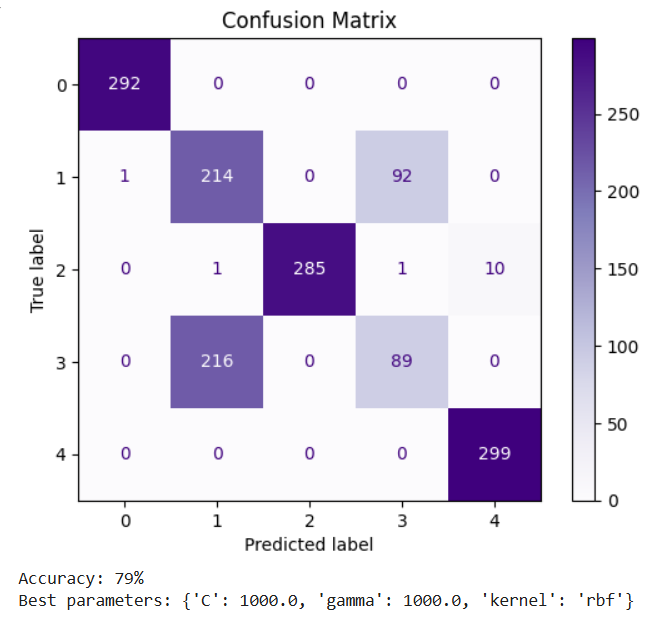 Confusion Matrix
0 292 0 0 0 0
1 1 214 0 92 0
2 0 1 285 1 10
3 0 216 0 89 0
4 0 0 0 0 299
0 1 2 3 4
True label
Predicted label
250
200
150
100
50
0
Accuracy: 79%
Best parameters: {'C': 1000.0, 'gamma': 1000.0, 'kernel': 'rbf'}